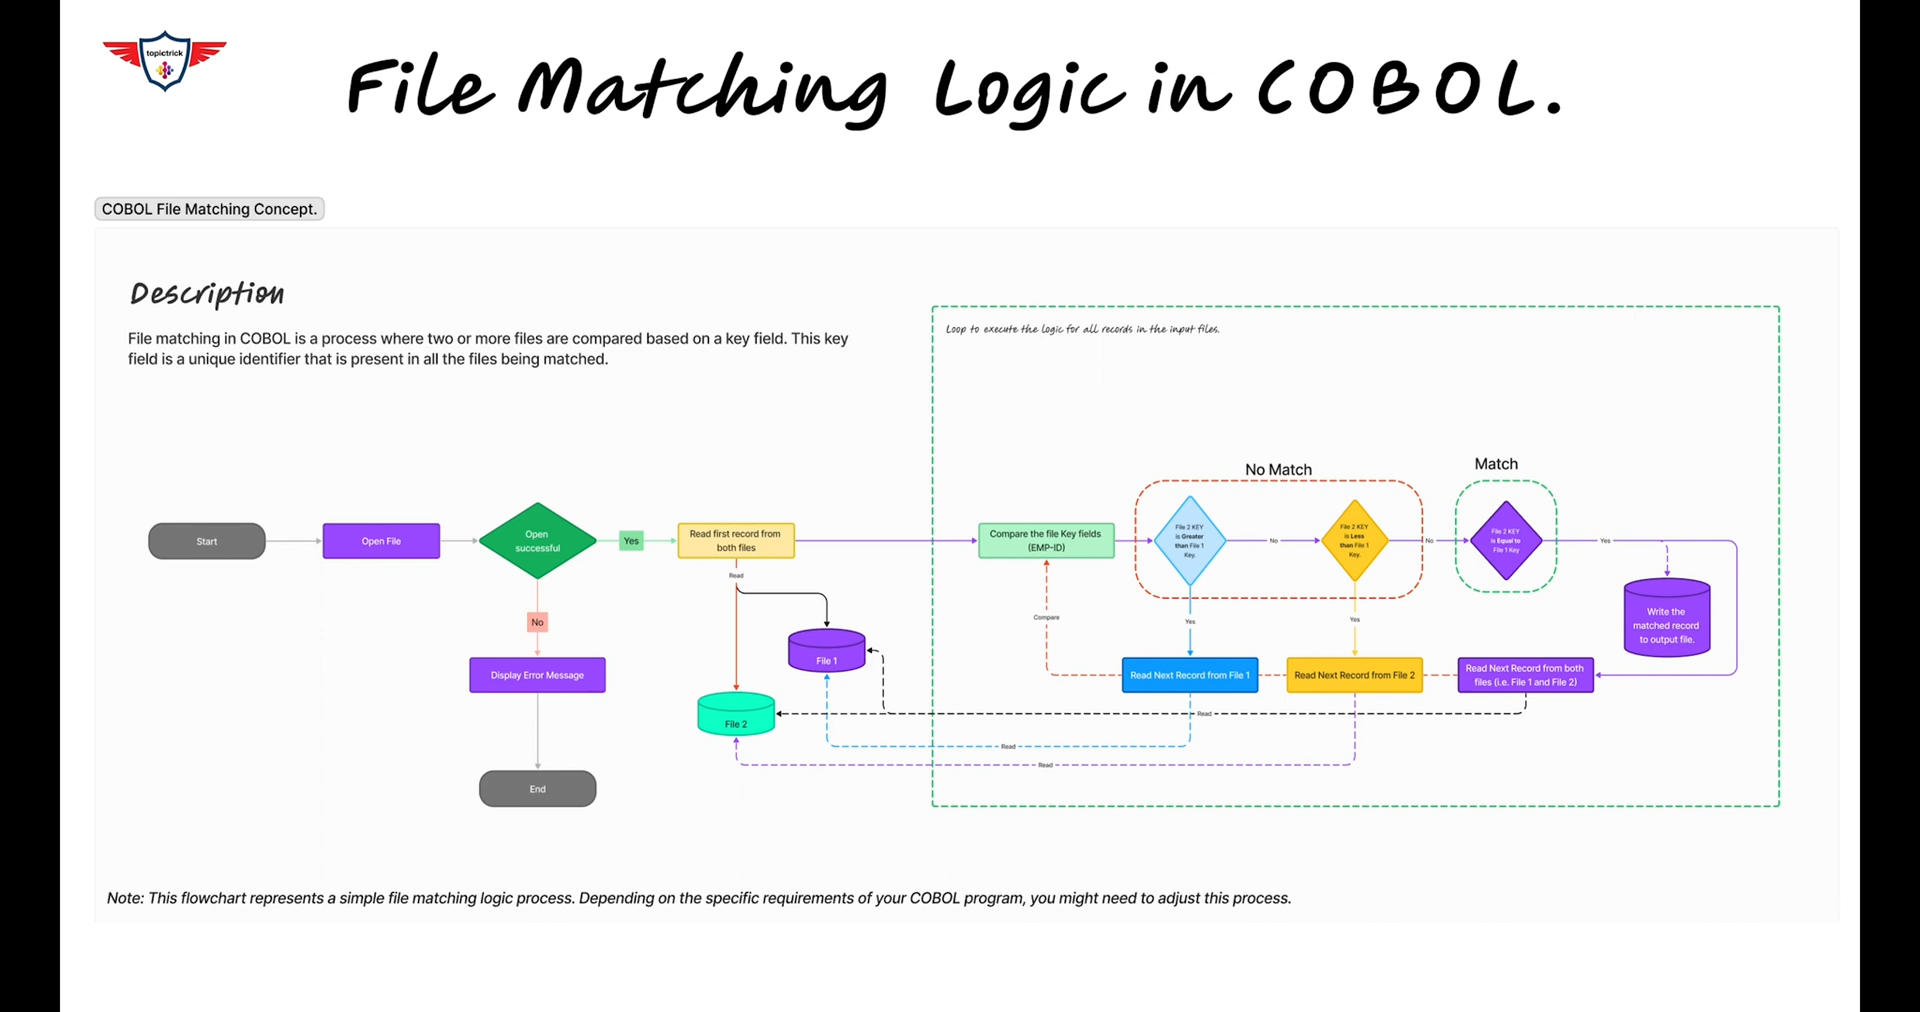 topictrick
File Matching Logic in COBOL.
COBOL File Matching Concept.
Description
File matching in COBOL is a process where two or more files are compared based on a key field. This key
field is a unique identifier that is present in all the files being matched.
Loop to execute the logic for all records in the input files.
No Match
Match
Start
Open File
Open
successful
Yes
Read first record from
both files
Compare the file Key fields
(EMP-ID)
File 2 KEY
is Greater
than File 1
Key.
No
File 2 KEY
is Less
than File 1
Key.
No
File 2 KEY
is Equal to
File 1 Key
Yes
Read
No
Compare
Yes
Yes
Write the
matched record
to output file.
File 1
Display Error Message
Read Next Record from File 1
Read Next Record from File 2
Read Next Record from both
files (i.e. File 1 and File 2)
File 2
Read
Read
Read
End
Note: This flowchart represents a simple file matching logic process. Depending on the specific requirements of your COBOL program, you might need to adjust this process.